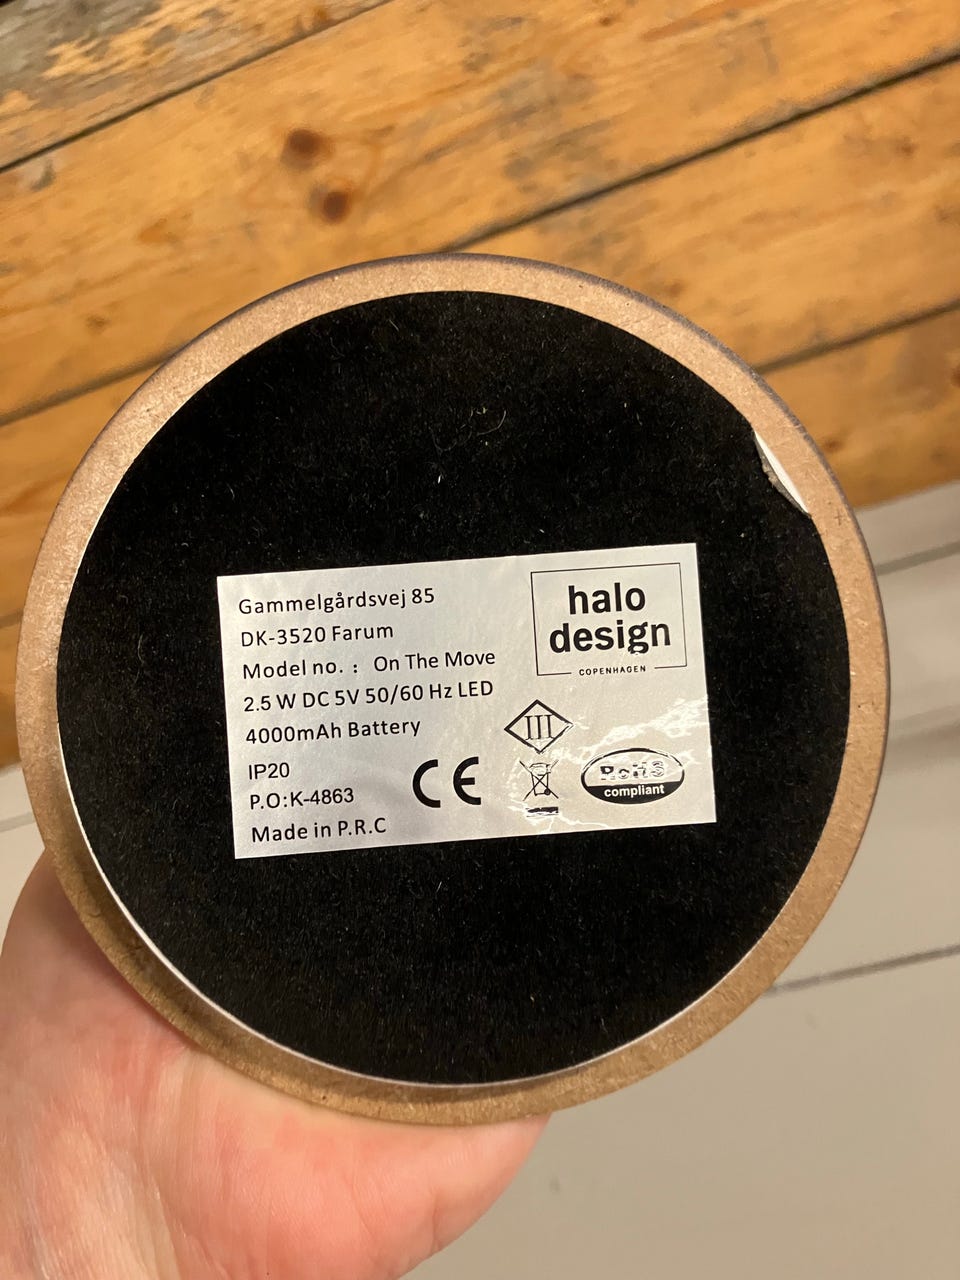 Gammelgårdsvej 85
DK-3520 Farum
Model no. : On The Move
2.5 W DC 5V 50/60 Hz LED
4000mAh Battery
IP20
P.O:K-4863
Made in P.R.C
halo
design
COPENHAGEN
III
CE
RoHS
compliant